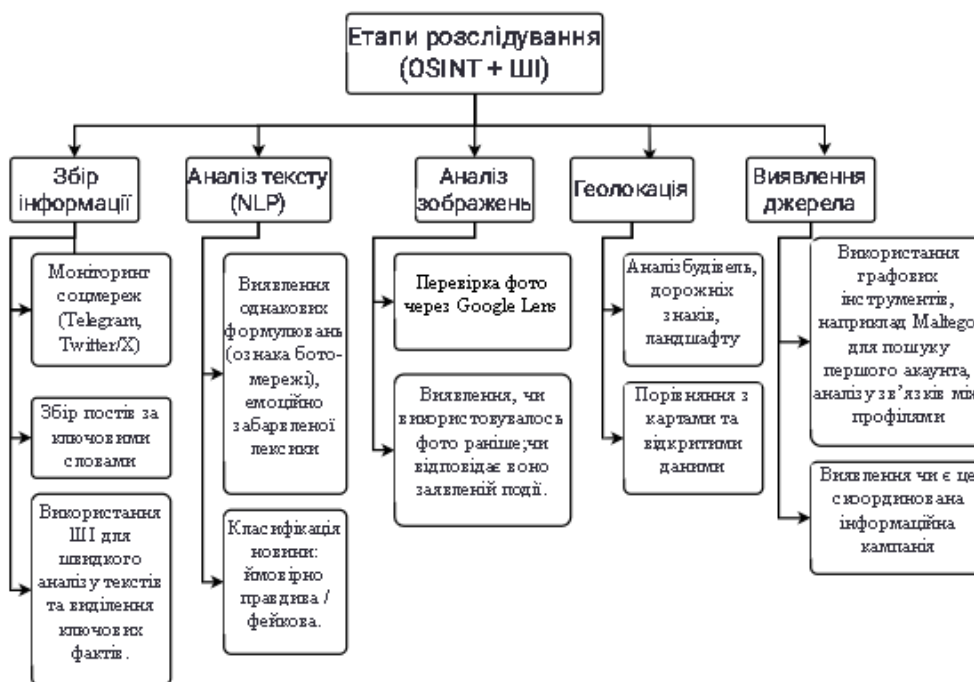 Етапи розслідування
(OSINT + ШІ)
Збір
інформації
Моніторинг
соцмереж
(Telegram,
Twitter/X)
Збір постів за
ключовими
словами
Використання
ШІ для
швидкого
аналізу текстів
та виділення
ключових
фактів.
Аналіз тексту
(NLP)
Виявлення
однакових
формулювань
(ознака бото-
мережі),
емоційно
забарвленої
лексики
Класифікація
новини:
ймовірно
правдива /
фейкова.
Аналіз
зображень
Перевірка фото
через Google Lens
Виявлення, чи
використовувалось
фото раніше;чи
відповідає воно
заявленій події.
Геолокація
Аналіз будівель,
дорожніх
знаків,
ландшафту
Порівняння з
картами та
відкритими
даними
Виявлення
джерела
Використання
графових
інструментів,
наприклад Maltego
для пошуку
першого акаунта,
аналізу зв’язків між
профілями
Виявлення чи є це
скоординована
інформаційна
кампанія